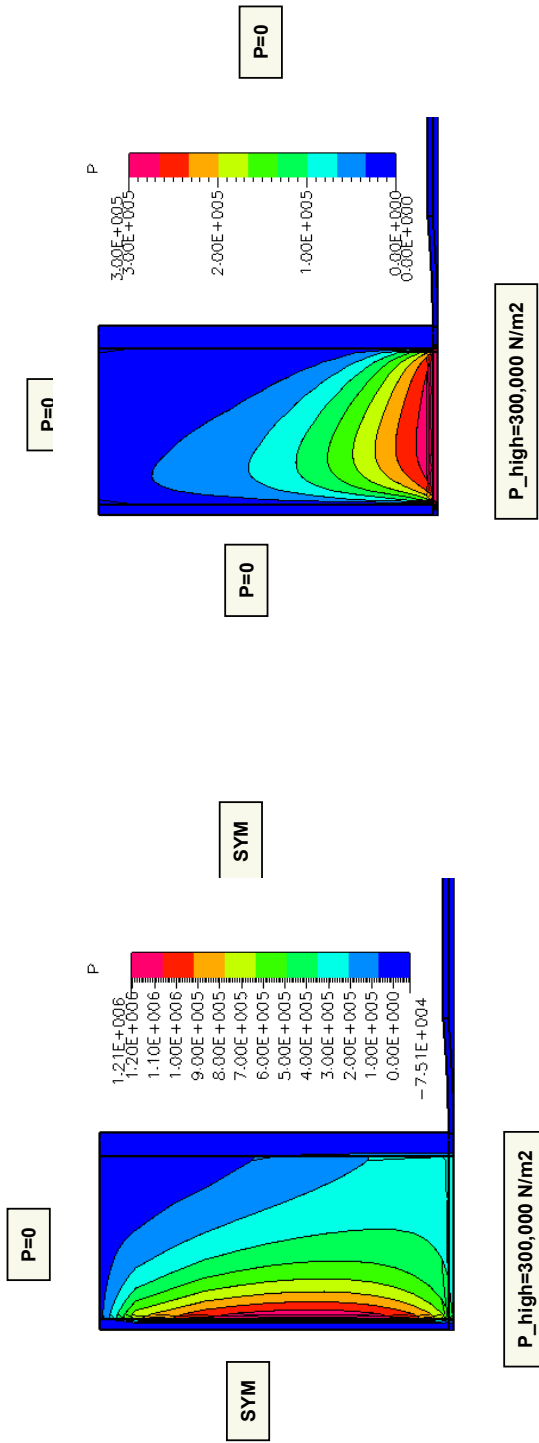 P=0
P=0
P
3.00E+005
3.00E+005
2.00E+005
1.00E+005
0.00E+000
0.00E+000
P=0
P=0
P_high=300,000 N/m2
P=0
SYM
P
1.21E+006
1.20E+006
1.10E+006
1.00E+006
9.00E+005
8.00E+005
7.00E+005
6.00E+005
5.00E+005
4.00E+005
3.00E+005
2.00E+005
1.00E+005
0.00E+000
-7.51E+004
SYM
P_high=300,000 N/m2